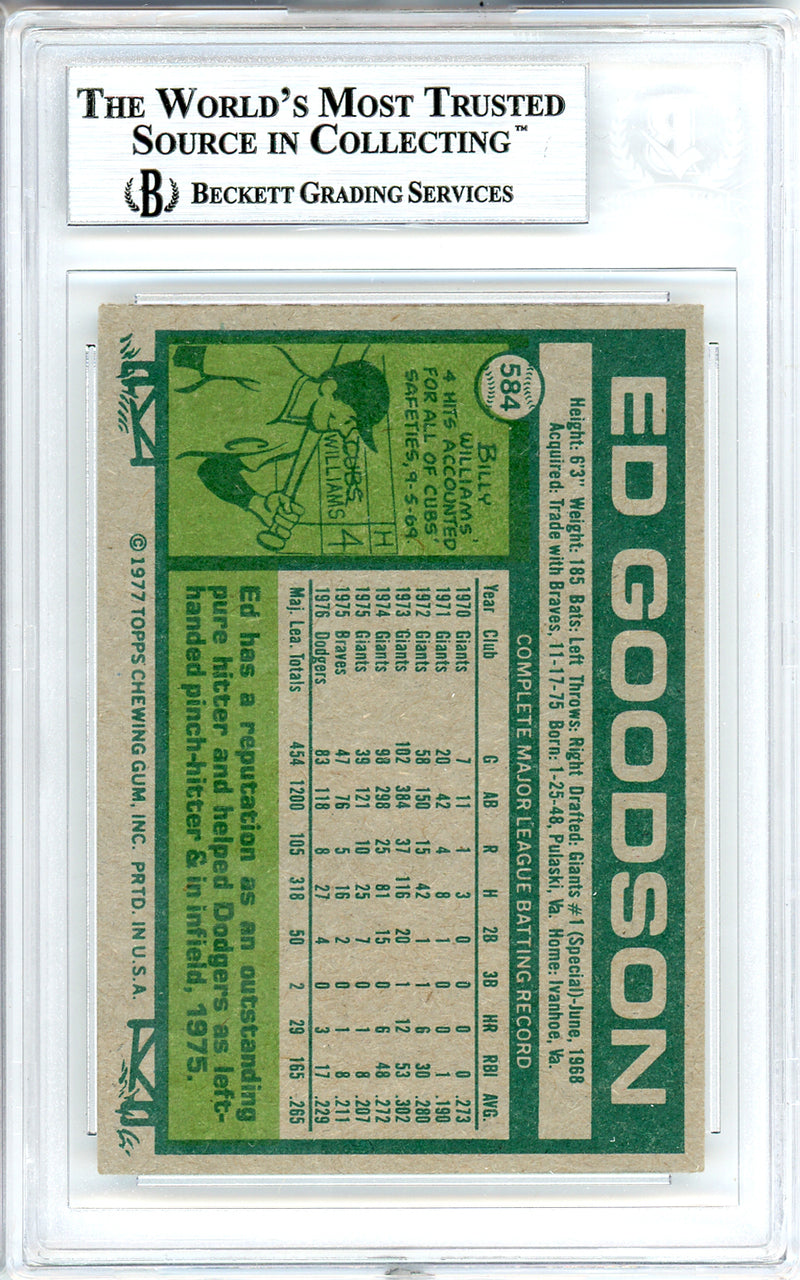 THE WORLD'S MOST TRUSTED
SOURCE IN COLLECTING™
B BECKETT GRADING SERVICES
ED GOODSON
Height: 6'3" Weight: 185 Bats: Left Throws: Right Drafted: Giants #1 (Special)-June, 1968
Acquired: Trade with Braves, 11-17-75 Born: 1-25-48, Pulaski, Va. Home: Ivanhoe, Va.
584
BILLY
WILLIAMS'
4 HITS ACCOUNTED
FOR ALL OF CUBS'
SAFETIES, 9-5-69.
CUBS H
WILLIAMS 4
COMPLETE MAJOR LEAGUE BATTING RECORD
Year Club G AB R H 2B 3B HR RBI AVG.
1970 Giants 7 11 1 3 0 0 0 0 .273
1971 Giants 20 42 4 8 1 0 0 1 .190
1972 Giants 58 150 15 42 1 1 6 30 .280
1973 Giants 102 384 37 116 20 1 12 53 .302
1974 Giants 98 298 25 81 15 0 6 48 .272
1975 Giants 39 121 10 25 7 0 1 8 .207
1975 Braves 47 76 5 16 2 0 1 8 .211
1976 Dodgers 83 118 8 27 4 0 3 17 .229
Maj. Lea. Totals 454 1200 105 318 50 2 29 165 .265
Ed has a reputation as an outstanding
pure hitter and helped Dodgers as left-
handed pinch-hitter & in infield, 1975.
© 1977 TOPPS CHEWING GUM, INC. PRTD. IN U.S.A.